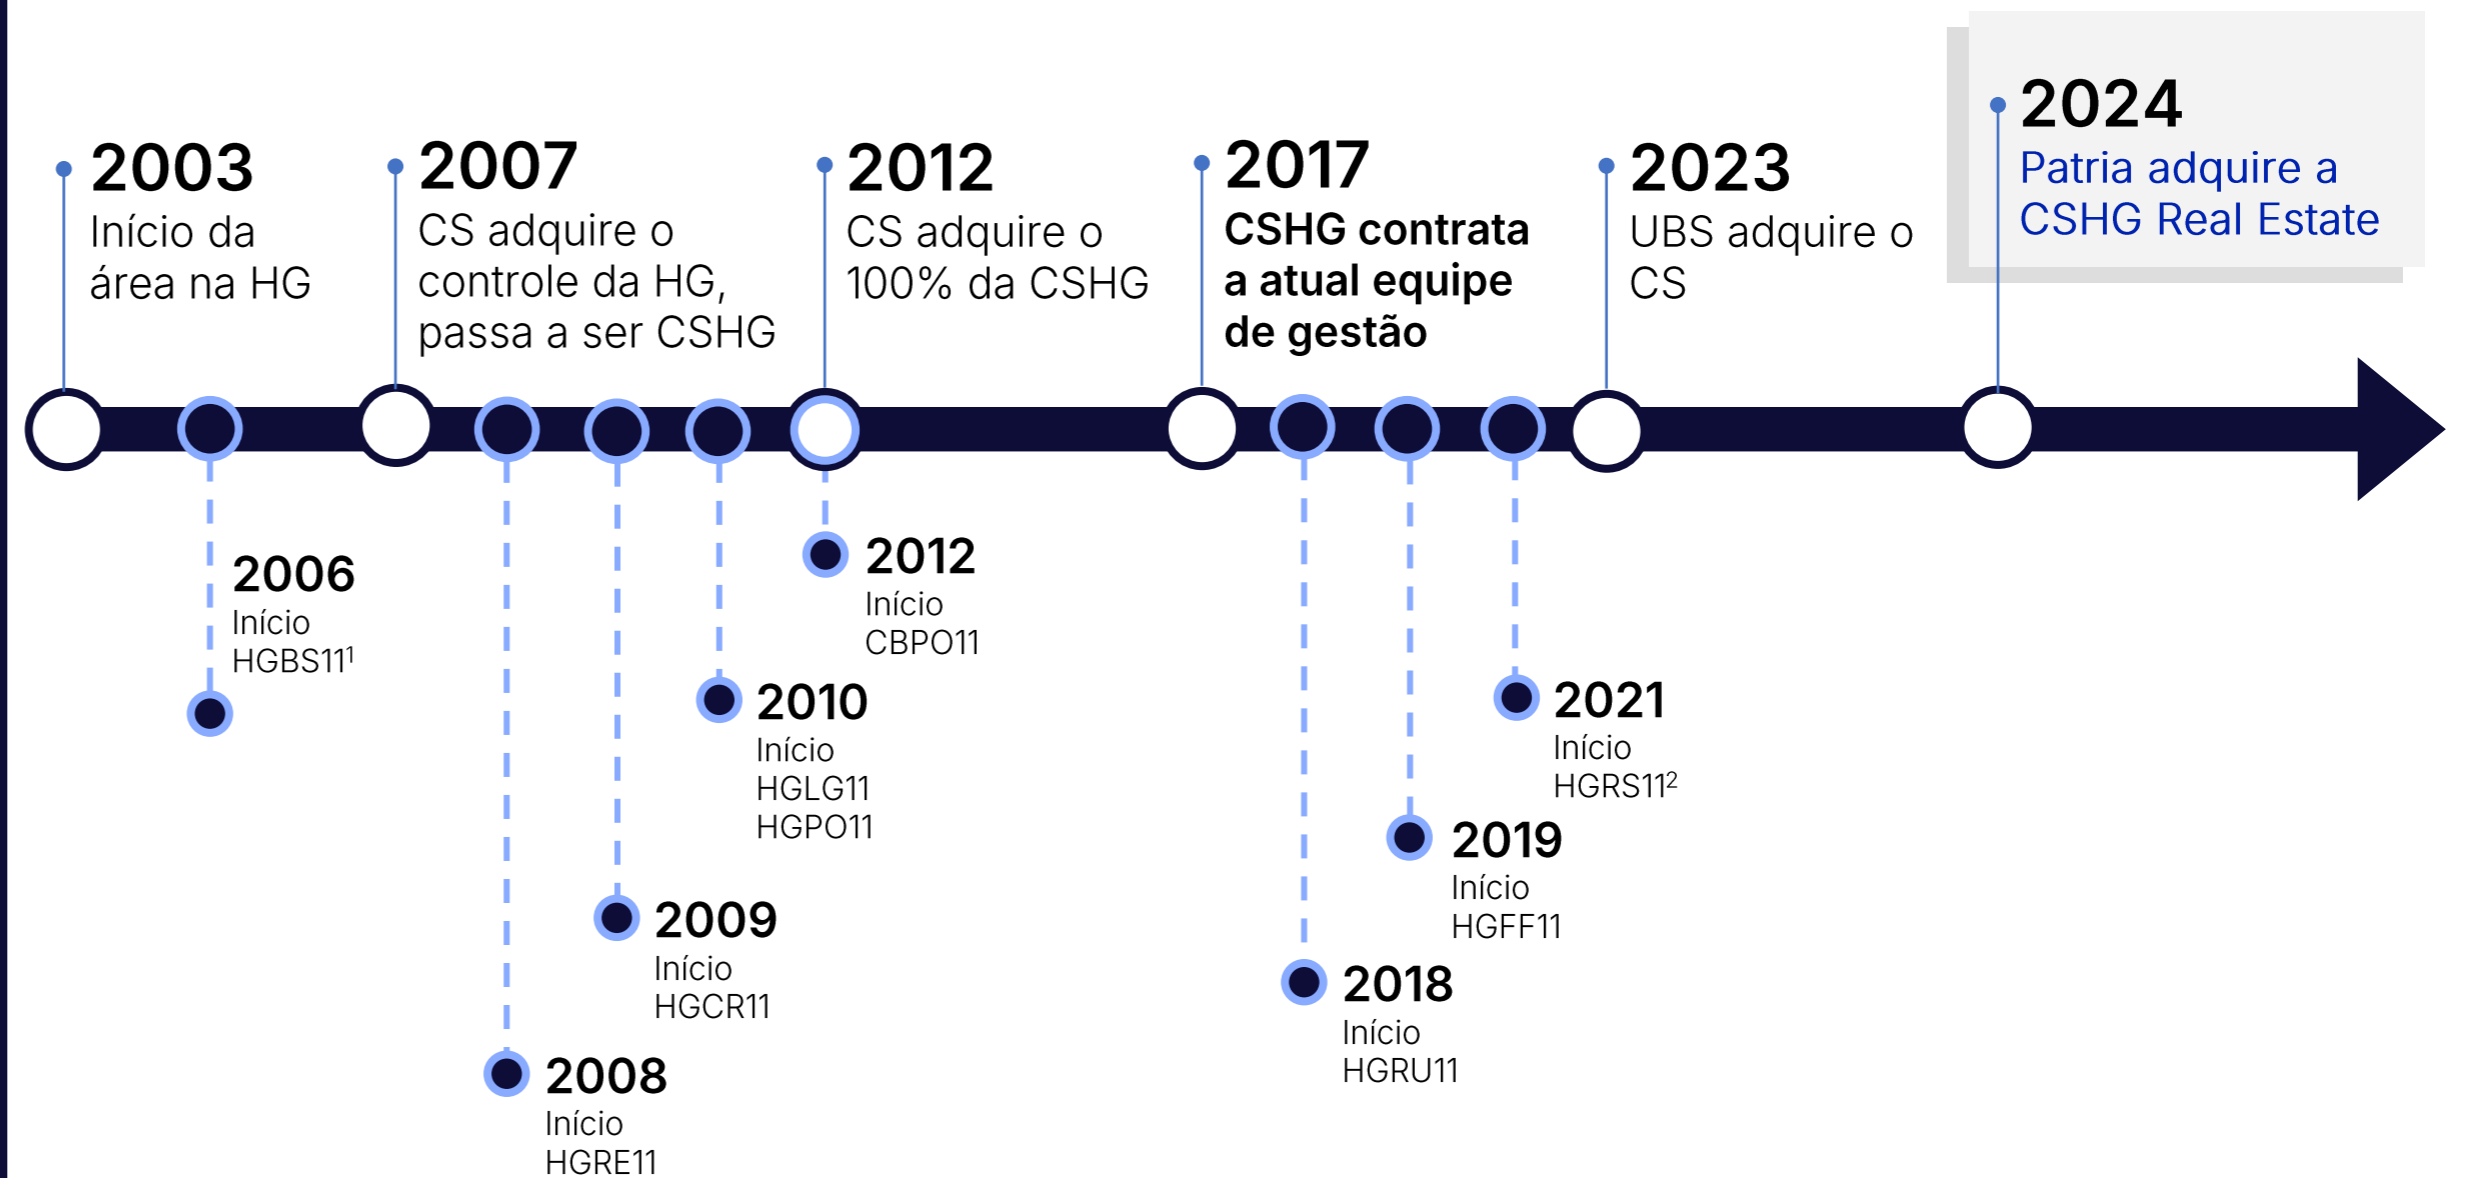 2003
Início da
área na HG
2007
CS adquire o
controle da HG,
passa a ser CSHG
2012
CS adquire o
100% da CSHG
2017
CSHG contrata
a atual equipe
de gestão
2023
UBS adquire o
CS
2024
Patria adquire a
CSHG Real Estate
2006
Início
HGBS11¹
2008
Início
HGRE11
2009
Início
HGCR11
2010
Início
HGLG11
HGPO11
2012
Início
CBPO11
2018
Início
HGRU11
2019
Início
HGFF11
2021
Início
HGRS11²